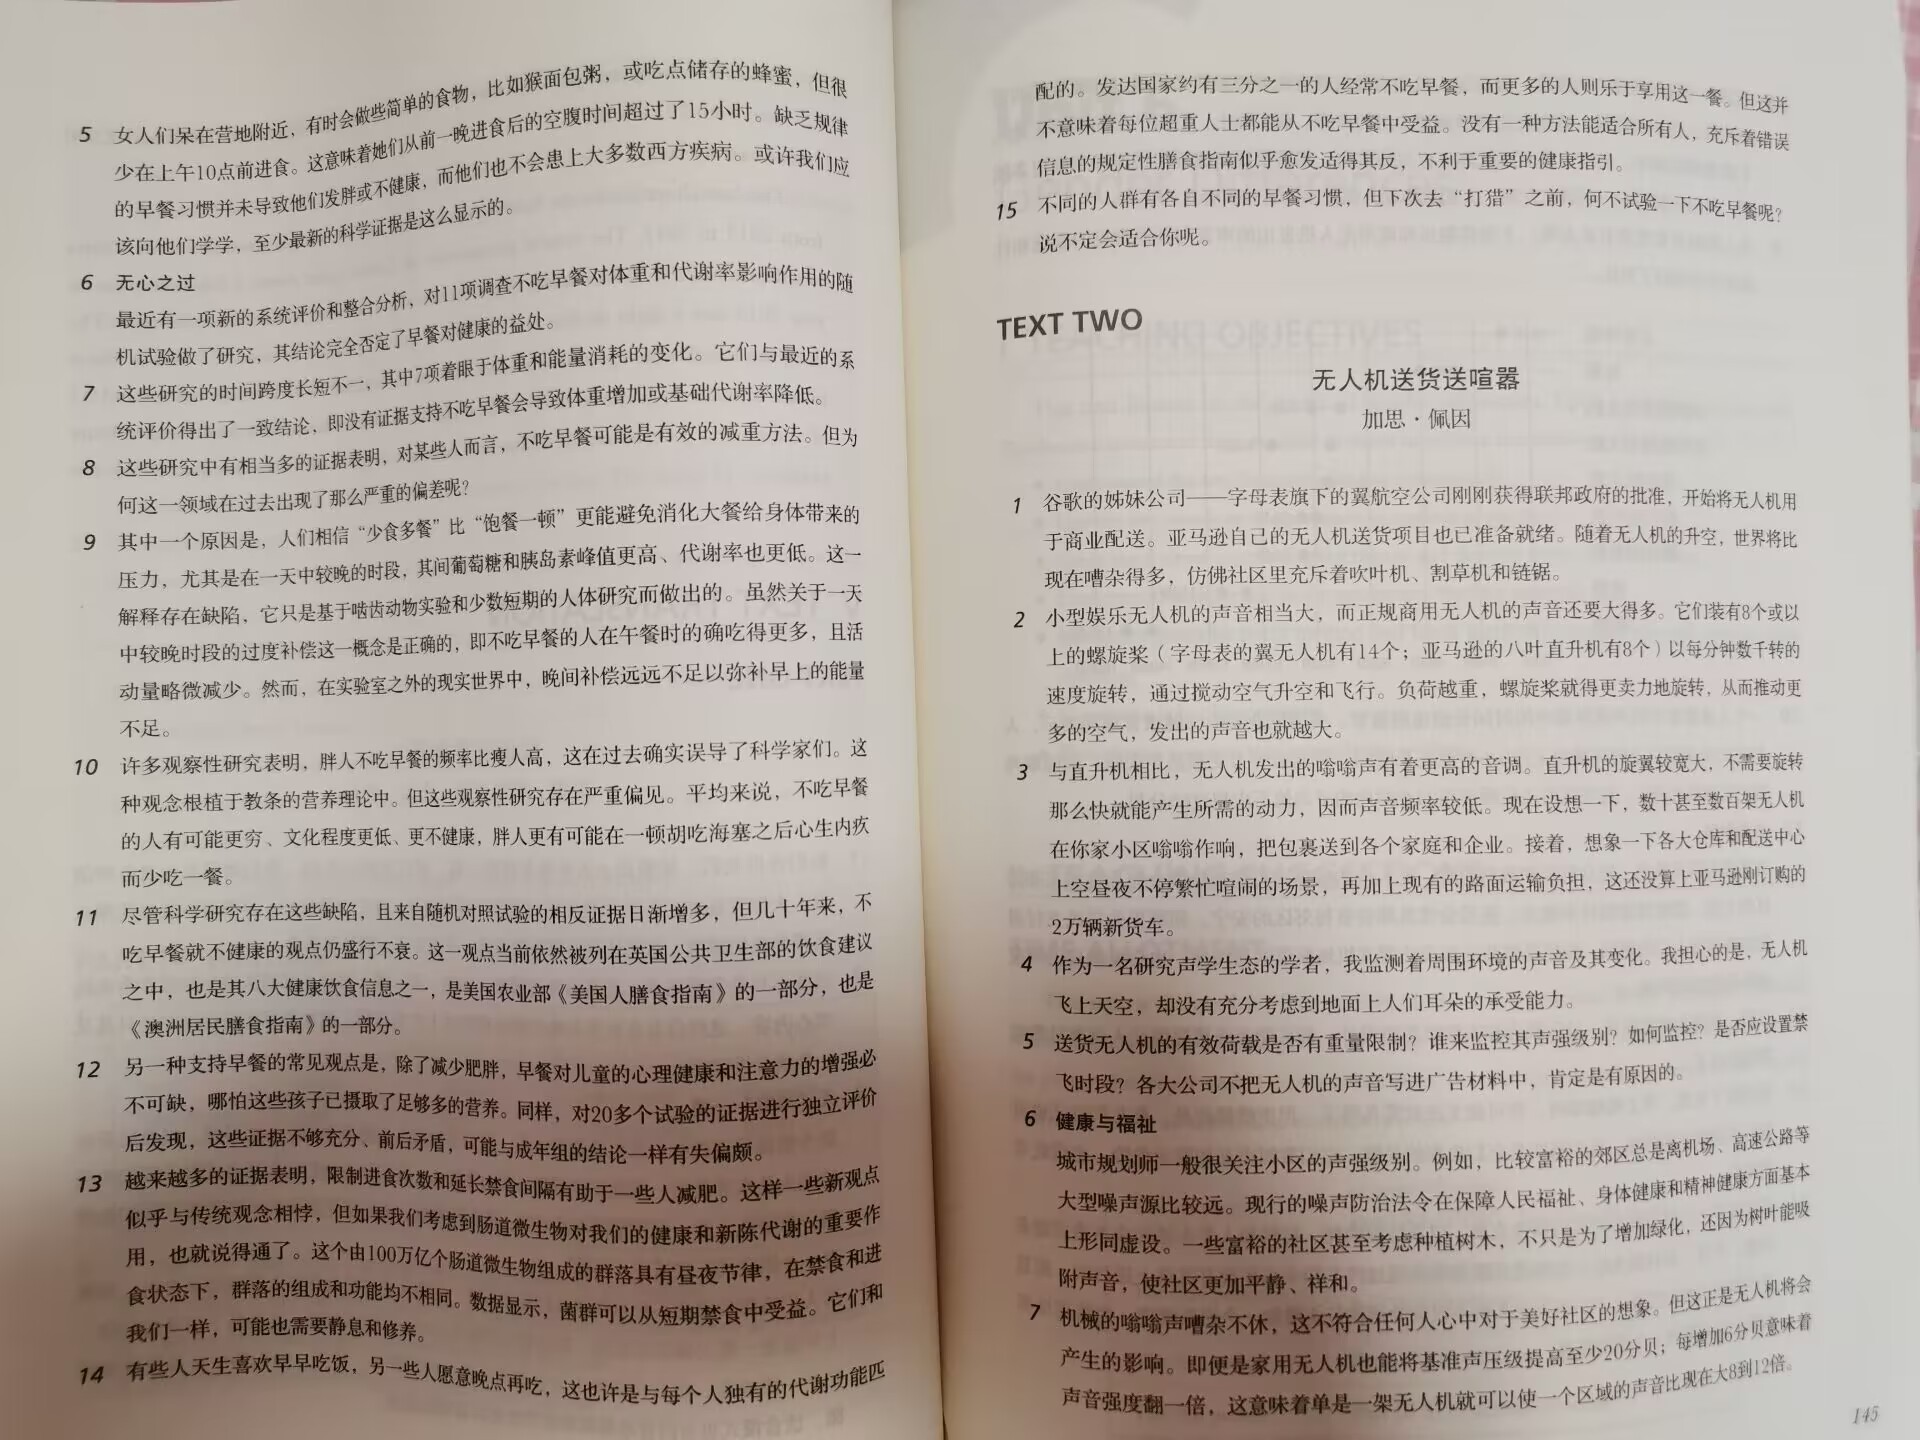 5 女人们呆在营地附近，有时会做些简单的食物，比如猴面包粥，或吃点储存的蜂蜜，但很
少在上午10点前进食。这意味着她们从前一晚进食后的空腹时间超过了15小时。缺乏规律
的早餐习惯并未导致他们发胖或不健康，而他们也不会患上大多数西方疾病。或许我们应
该向他们学学，至少最新的科学证据是这么显示的。
6 无心之过
最近有一项新的系统评价和整合分析，对11项调查不吃早餐对体重和代谢率影响作用的随
机试验做了研究，其结论完全否定了早餐对健康的益处。
7 这些研究的时间跨度长短不一，其中7项着眼于体重和能量消耗的变化。它们与最近的系
统评价得出了一致结论，即没有证据支持不吃早餐会导致体重增加或基础代谢率降低。
8 这些研究中有相当多的证据表明，对某些人而言，不吃早餐可能是有效的减重方法。但为
何这一领域在过去出现了那么严重的偏差呢？
9 其中一个原因是，人们相信“少食多餐”比“饱餐一顿”更能避免消化大餐给身体带来的
压力，尤其是在一天中较晚的时段，其间葡萄糖和胰岛素峰值更高、代谢率也更低。这一
解释存在缺陷，它只是基于啮齿动物实验和少数短期的人体研究而做出的。虽然关于一天
中较晚时段的过度补偿这一概念是正确的，即不吃早餐的人在午餐时的确吃得更多，且活
动量略微减少。然而，在实验室之外的现实世界中，晚间补偿远远不足以弥补早上的能量
不足。
10 许多观察性研究表明，胖人不吃早餐的频率比瘦人高，这在过去确实误导了科学家们。这
种观念根植于教条的营养理论中。但这些观察性研究存在严重偏见。平均来说，不吃早餐
的人有可能更穷、文化程度更低、更不健康，胖人更有可能在一顿胡吃海塞之后心生内疚
而少吃一餐。
11 尽管科学研究存在这些缺陷，且来自随机对照试验的相反证据日渐增多，但几十年来，不
吃早餐就不健康的观点仍盛行不衰。这一观点当前依然被列在英国公共卫生部的饮食建议
之中，也是其八大健康饮食信息之一，是美国农业部《美国人膳食指南》的一部分，也是
《澳洲居民膳食指南》的一部分。
12 另一种支持早餐的常见观点是，除了减少肥胖，早餐对儿童的心理健康和注意力的增强必
不可缺，哪怕这些孩子已摄取了足够多的营养。同样，对20多个试验的证据进行独立评价
后发现，这些证据不够充分、前后矛盾，可能与成年组的结论一样有失偏颇。
13 越来越多的证据表明，限制进食次数和延长禁食间隔有助于一些人减肥。这样一些新观点
似乎与传统观念相悖，但如果我们考虑到肠道微生物对我们的健康和新陈代谢的重要作
用，也就说得通了。这个由100万亿个肠道微生物组成的群落具有昼夜节律，在禁食和进
食状态下，群落的组成和功能均不相同。数据显示，菌群可以从短期禁食中受益。它们和
我们一样，可能也需要静息和修养。
14 有些人天生喜欢早早吃饭，另一些人愿意晚点再吃，这也许是与每个人独有的代谢功能匹
配的。发达国家约有三分之一的人经常不吃早餐，而更多的人则乐于享用这一餐。但这并
不意味着每位超重人士都能从不吃早餐中受益。没有一种方法能适合所有人，充斥着错误
信息的规定性膳食指南似乎愈发适得其反，不利于重要的健康指引。
15 不同的人群有各自不同的早餐习惯，但下次去“打猎”之前，何不试验一下不吃早餐呢？
说不定会适合你呢。
TEXT TWO
无人机送货送喧嚣
加思·佩因
1 谷歌的姊妹公司——字母表旗下的翼航空公司刚刚获得联邦政府的批准，开始将无人机用
于商业配送。亚马逊自己的无人机送货项目也已准备就绪。随着无人机的升空，世界将比
现在嘈杂得多，仿佛社区里充斥着吹叶机、割草机和链锯。
2 小型娱乐无人机的声音相当大，而正规商用无人机的声音还要大得多。它们装有8个或以
上的螺旋桨（字母表的翼无人机有14个；亚马逊的八叶直升机有8个）以每分钟数千转的
速度旋转，通过搅动空气升空和飞行。负荷越重，螺旋桨就得更卖力地旋转，从而推动更
多的空气，发出的声音也就越大。
3 与直升机相比，无人机发出的嗡嗡声有着更高的音调。直升机的旋翼较宽大，不需要旋转
那么快就能产生所需的动力，因而声音频率较低。现在设想一下，数十甚至数百架无人机
在你家小区嗡嗡作响，把包裹送到各个家庭和企业。接着，想象一下各大仓库和配送中心
上空昼夜不停繁忙喧闹的场景，再加上现有的路面运输负担，这还没算上亚马逊刚订购的
2万辆新货车。
4 作为一名研究声学生态的学者，我监测着周围环境的声音及其变化。我担心的是，无人机
飞上天空，却没有充分考虑到地面上人们耳朵的承受能力。
5 送货无人机的有效荷载是否有重量限制？谁来监控其声强级别？如何监控？是否应设置禁
飞时段？各大公司不把无人机的声音写进广告材料中，肯定是有原因的。
6 健康与福祉
城市规划师一般很关注小区的声强级别。例如，比较富裕的郊区总是离机场、高速公路等
大型噪声源比较远。现行的噪声防治法令在保障人民福祉、身体健康和精神健康方面基本
上形同虚设。一些富裕的社区甚至考虑种植树木，不只是为了增加绿化，还因为树叶能吸
附声音，使社区更加平静、祥和。
7 机械的嗡嗡声嘈杂不休，这不符合任何人心中对于美好社区的想象。但这正是无人机将会
产生的影响。即便是家用无人机也能将基准声压级提高至少20分贝；每增加6分贝意味着
声音强度翻一倍，这意味着单是一架无人机就可以使一个区域的声音比现在大8到12倍。
145